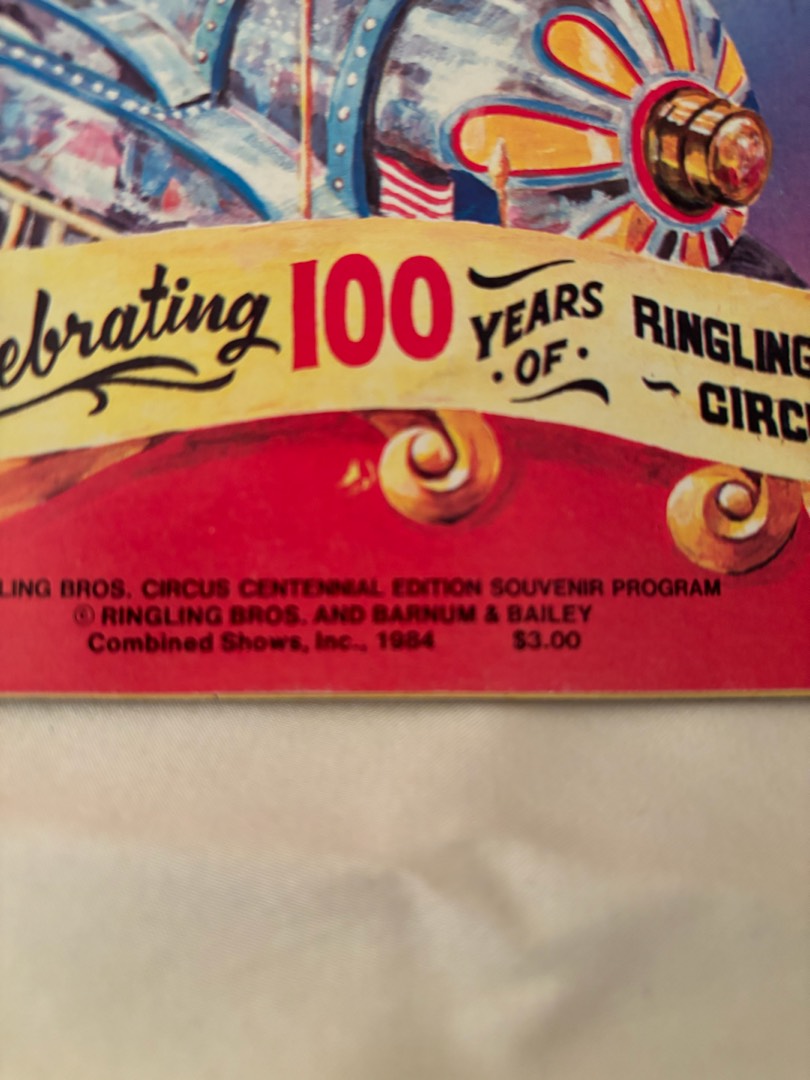 ebrating 100 YEARS RINGLING
• OF • ~ CIRC
LING BROS. CIRCUS CENTENNIAL EDITION SOUVENIR PROGRAM
© RINGLING BROS. AND BARNUM & BAILEY
Combined Shows, Inc., 1984 $3.00